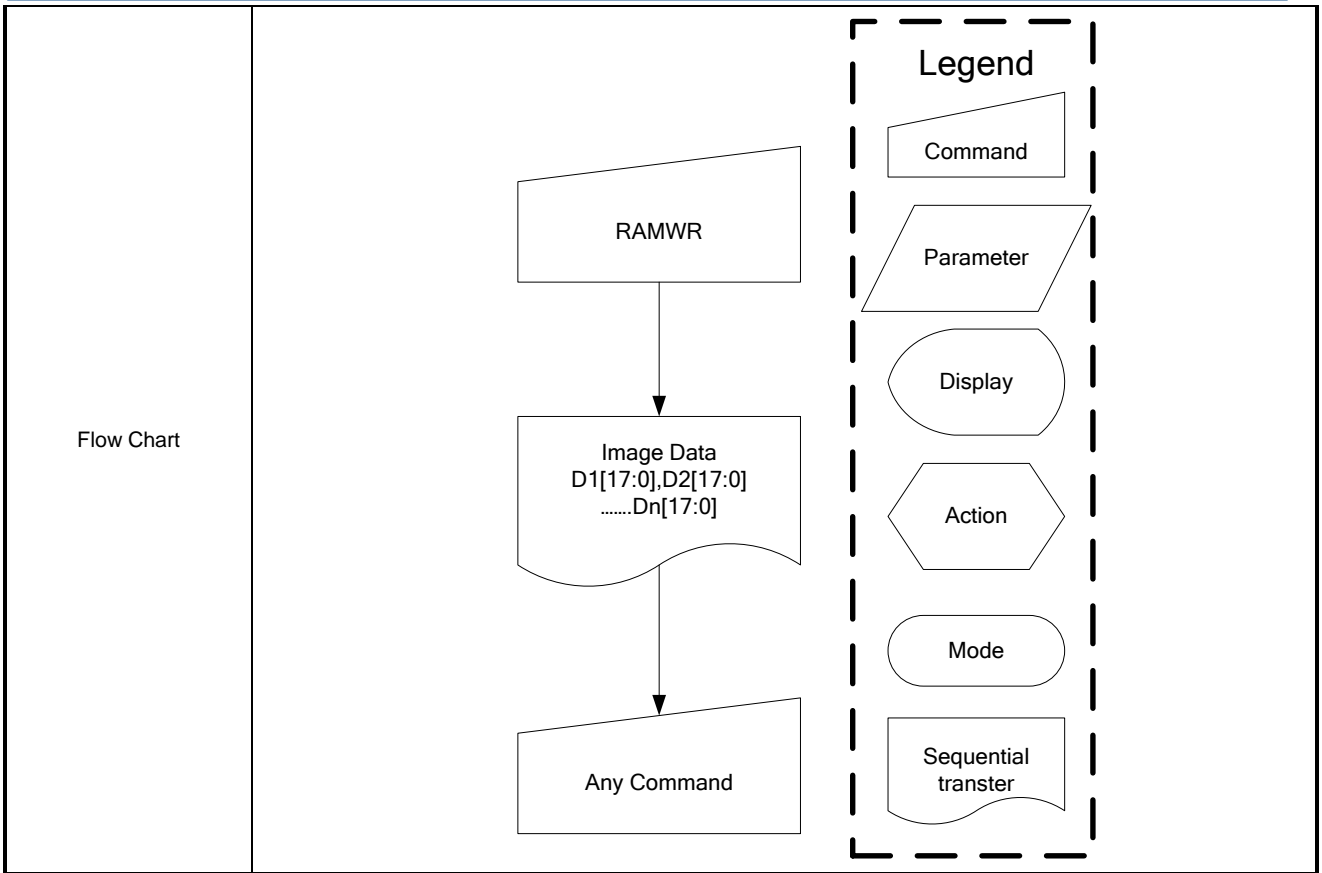 Flow Chart
RAMWR
Image Data
D1[17:0],D2[17:0]
.......Dn[17:0]
Any Command
Legend
Command
Parameter
Display
Action
Mode
Sequential
transter